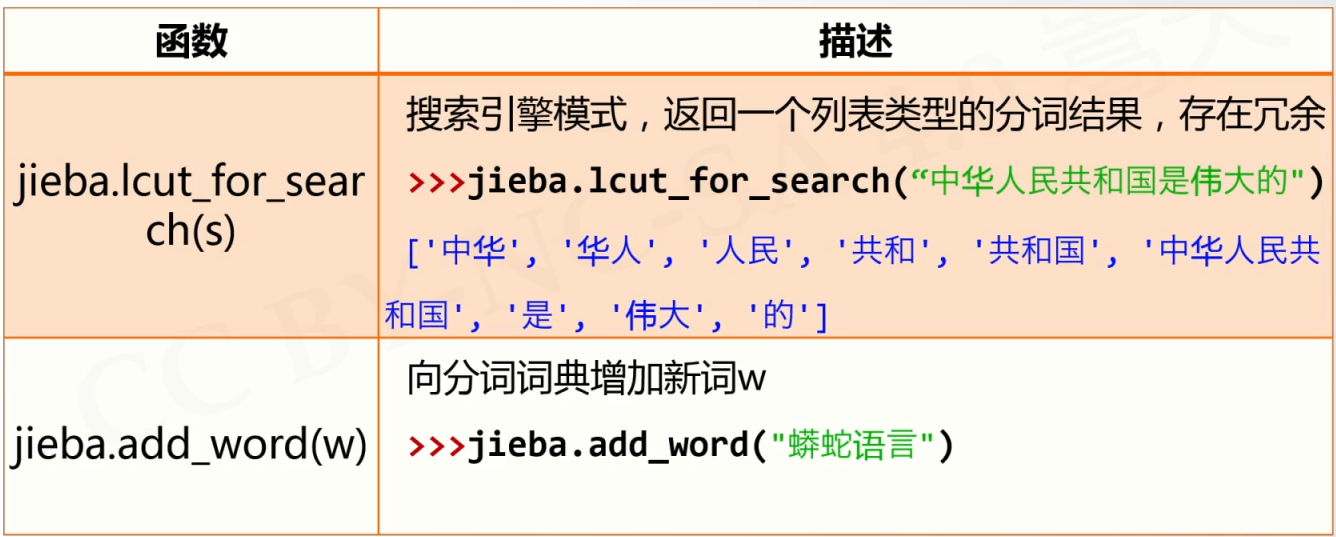 函数
描述
jieba.lcut_for_sear
ch(s)
搜索引擎模式，返回一个列表类型的分词结果，存在冗余
>>>jieba.lcut_for_search(“中华人民共和国是伟大的")
['中华', '华人', '人民', '共和', '共和国', '中华人民共
和国', '是', '伟大', '的']
jieba.add_word(w)
向分词词典增加新词w
>>>jieba.add_word("蟒蛇语言")
CC BY-NC-SA 4.0 嵩天